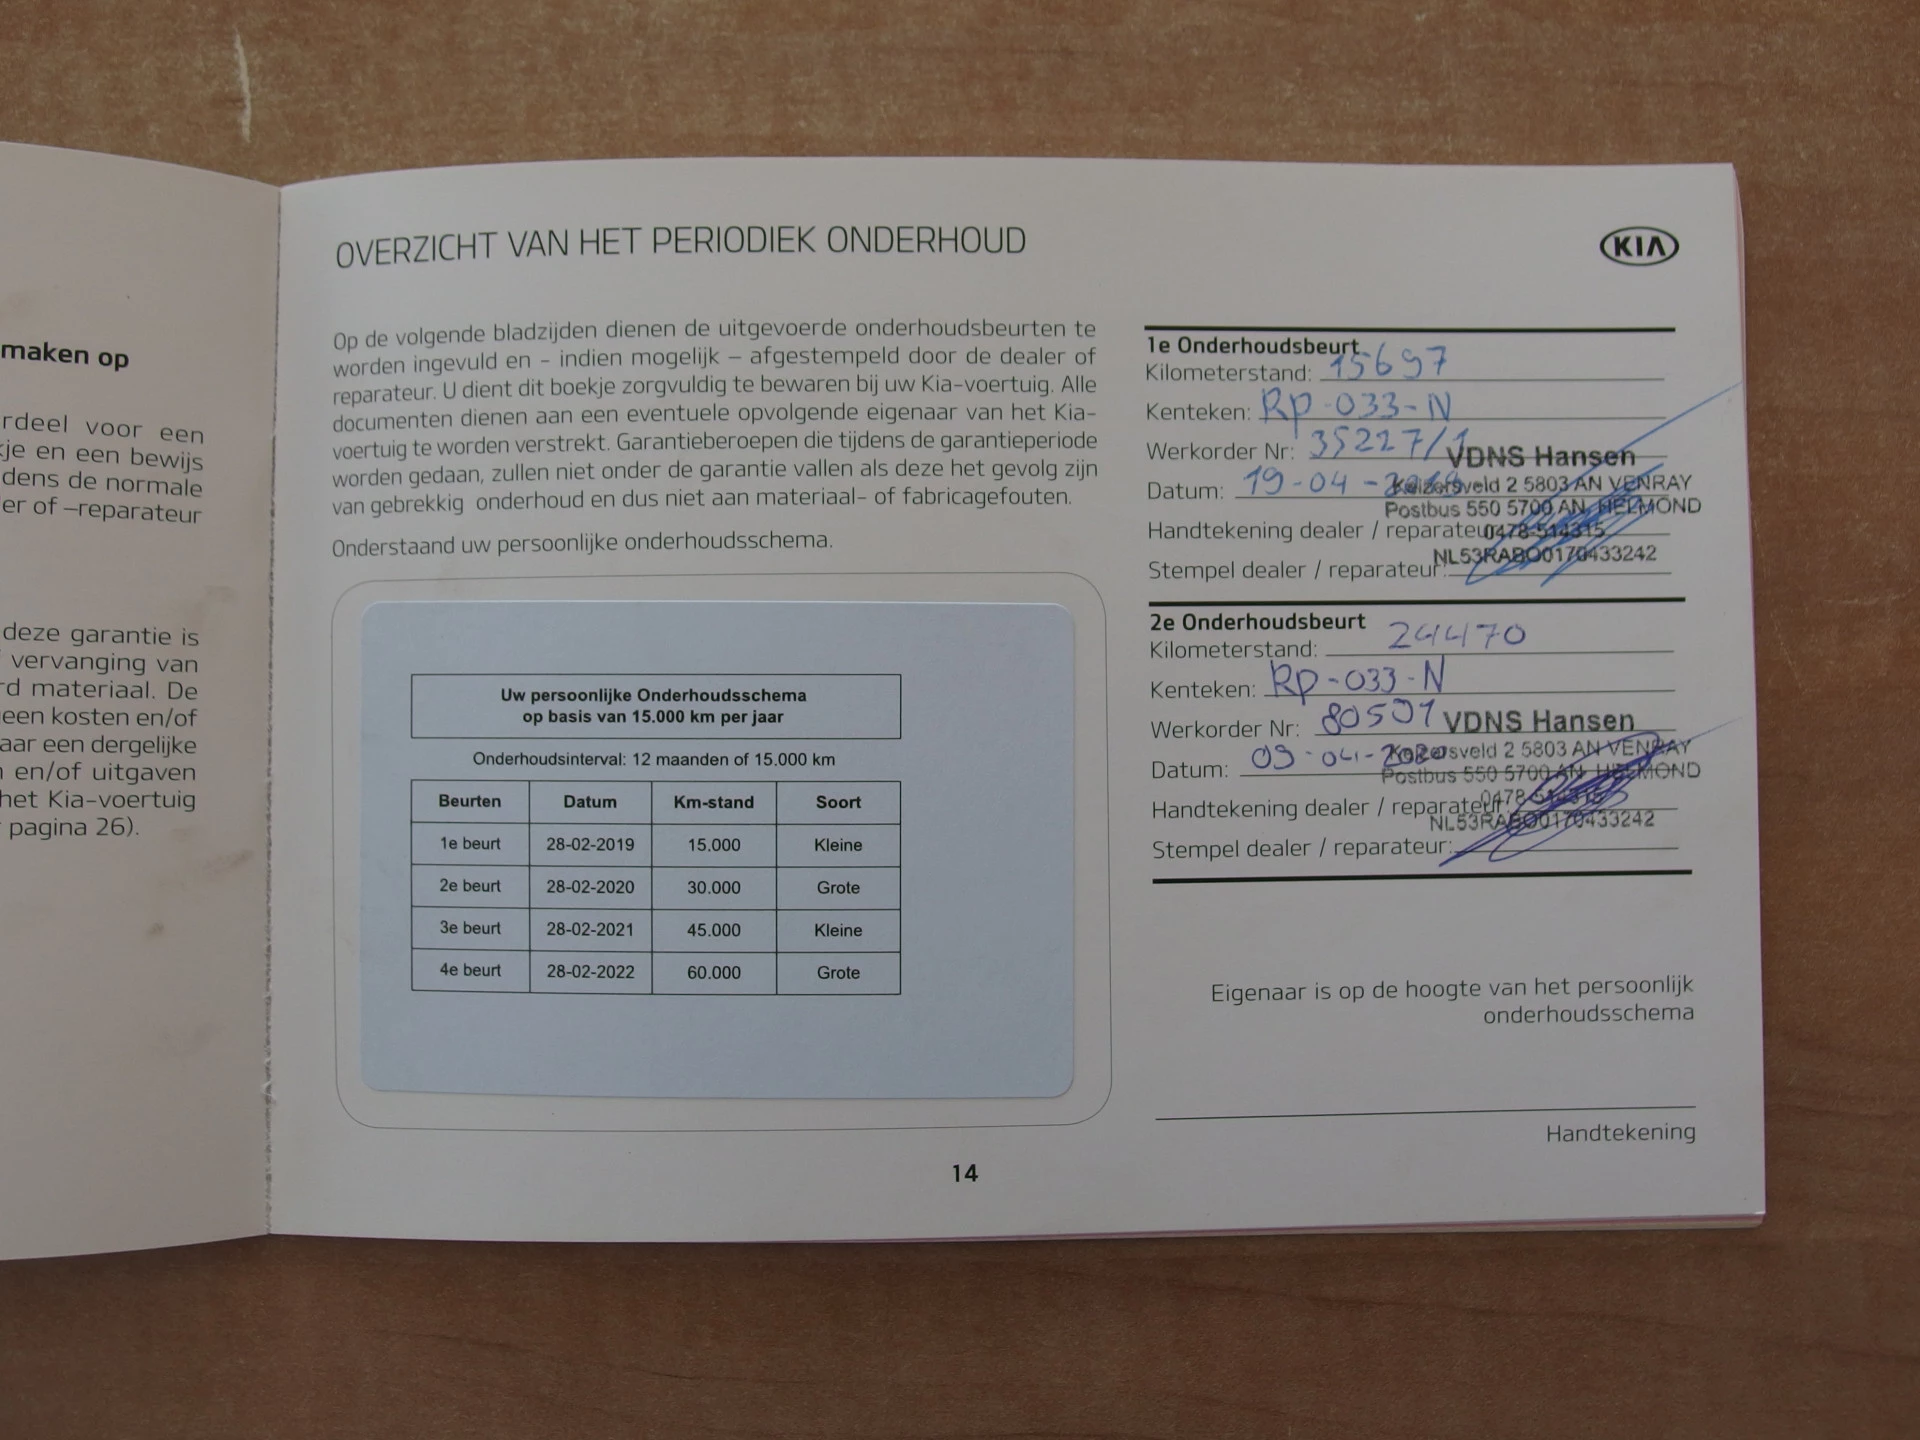 maken op
rdeel voor een
je en een bewijs
dens de normale
er of –reparateur
deze garantie is
vervanging van
rd materiaal. De
een kosten en/of
aar een dergelijke
en/of uitgaven
het Kia-voertuig
pagina 26).
OVERZICHT VAN HET PERIODIEK ONDERHOUD
KIA
Op de volgende bladzijden dienen de uitgevoerde onderhoudsbeurten te
worden ingevuld en – indien mogelijk – afgestempeld door de dealer of
reparateur. U dient dit boekje zorgvuldig te bewaren bij uw Kia-voertuig. Alle
documenten dienen aan een eventuele opvolgende eigenaar van het Kia-
voertuig te worden verstrekt. Garantieberoepen die tijdens de garantieperiode
worden gedaan, zullen niet onder de garantie vallen als deze het gevolg zijn
van gebrekkig onderhoud en dus niet aan materiaal- of fabricagefouten.
Onderstaand uw persoonlijke onderhoudsschema.
Uw persoonlijke Onderhoudsschema
op basis van 15.000 km per jaar
Onderhoudsinterval: 12 maanden of 15.000 km
Beurten Datum Km-stand Soort
1e beurt 28-02-2019 15.000 Kleine
2e beurt 28-02-2020 30.000 Grote
3e beurt 28-02-2021 45.000 Kleine
4e beurt 28-02-2022 60.000 Grote
1e Onderhoudsbeurt
Kilometerstand: 15697
Kenteken: RP-033-N
Werkorder Nr: 35227/1
Datum: 19-04-
Handtekening dealer / reparateur:
Stempel dealer / reparateur:
VDNS Hansen
Keizersveld 2 5803 AN VENRAY
Postbus 550 5700 AN HELMOND
0478-514315
NL53RABO0170433242
2e Onderhoudsbeurt
Kilometerstand: 24470
Kenteken: RP-033-N
Werkorder Nr: 80501
Datum: 03-04-2020
Handtekening dealer / reparateur:
Stempel dealer / reparateur:
VDNS Hansen
Keizersveld 2 5803 AN VENRAY
Postbus 550 5700 AN HELMOND
0478-514315
NL53RABO0170433242
Eigenaar is op de hoogte van het persoonlijk
onderhoudsschema
Handtekening
14